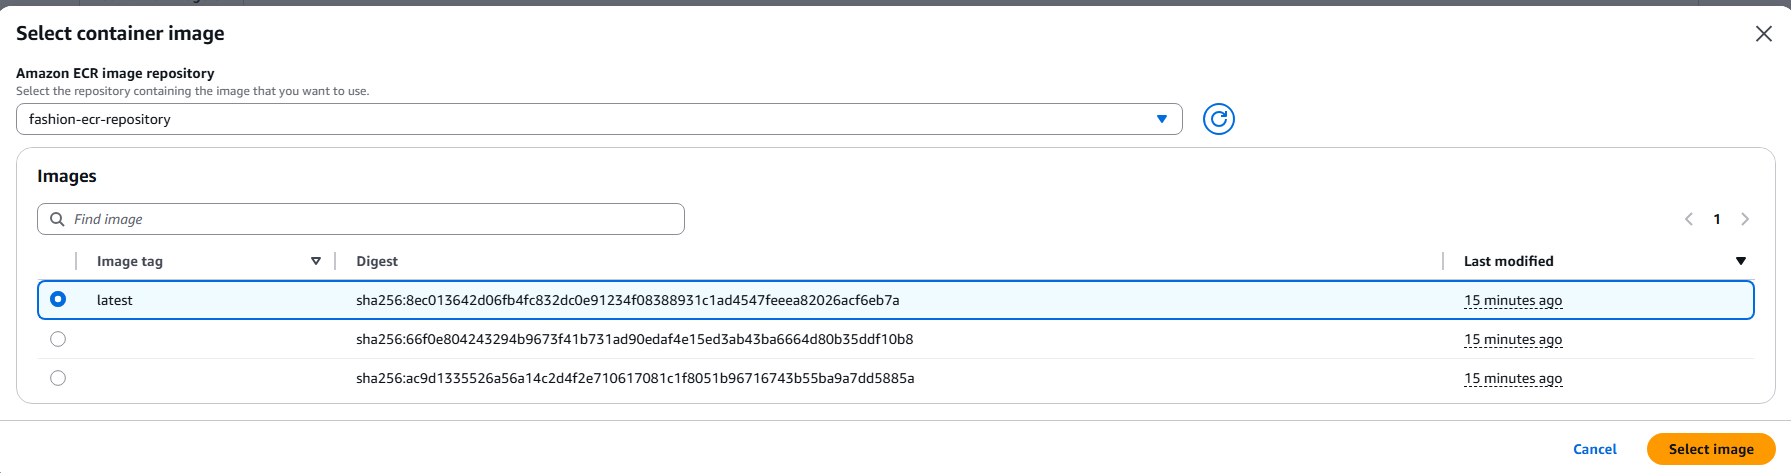 Select container image
Amazon ECR image repository
Select the repository containing the image that you want to use.
fashion-ecr-repository
Images
Find image
1
Image tag Digest Last modified
latest sha256:8ec013642d06fb4fc832dc0e91234f08388931c1ad4547feeea82026acf6eb7a 15 minutes ago
sha256:66f0e804243294b9673f41b731ad90edaf4e15ed3ab43ba6664d80b35ddf10b8 15 minutes ago
sha256:ac9d1335526a56a14c2d4f2e710617081c1f8051b96716743b55ba9a7dd5885a 15 minutes ago
Cancel Select image